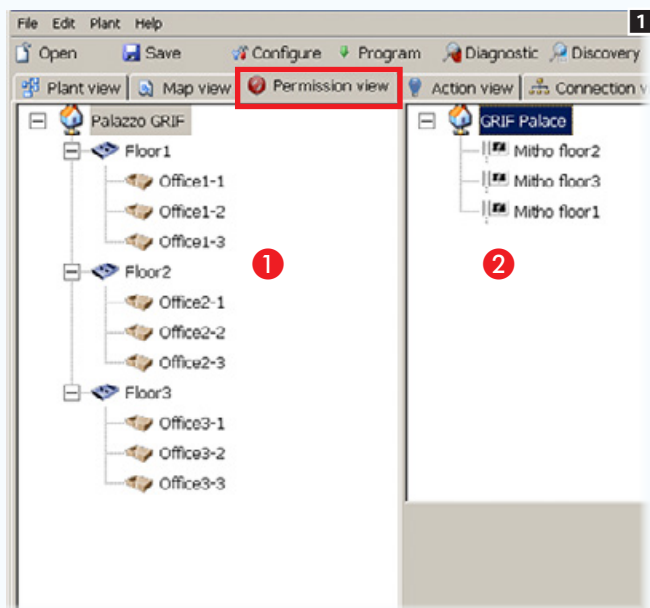 File Edit Plant Help
1
Open Save Configure Program Diagnostic Discovery
Plant view Map view Permission view Action view Connection v
Palazzo GRIF
Floor1
Office1-1
Office1-2
Office1-3
Floor2
Office2-1
Office2-2
Office2-3
Floor3
Office3-1
Office3-2
Office3-3
1
GRIF Palace
Mitho floor2
Mitho floor3
Mitho floor1
2